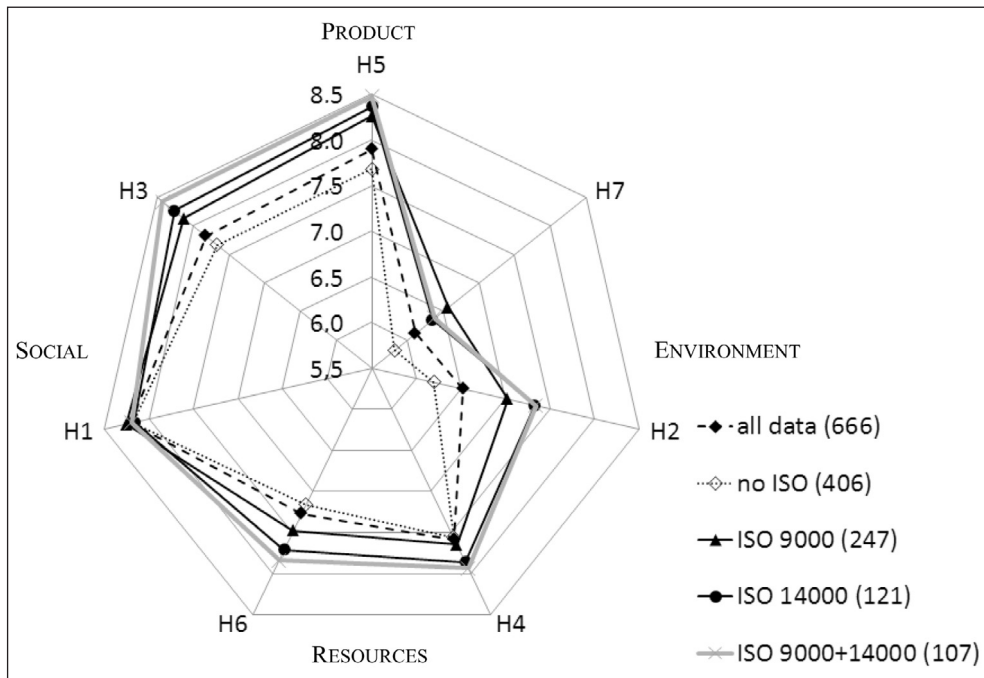 PRODUCT
H5
8.5
8.0
7.5
7.0
6.5
6.0
5,5
H3
H7
SOCIAL
ENVIRONMENT
H1
H2
H6
H4
RESOURCES
all data (666)
no ISO (406)
ISO 9000 (247)
ISO 14000 (121)
ISO 9000+14000 (107)